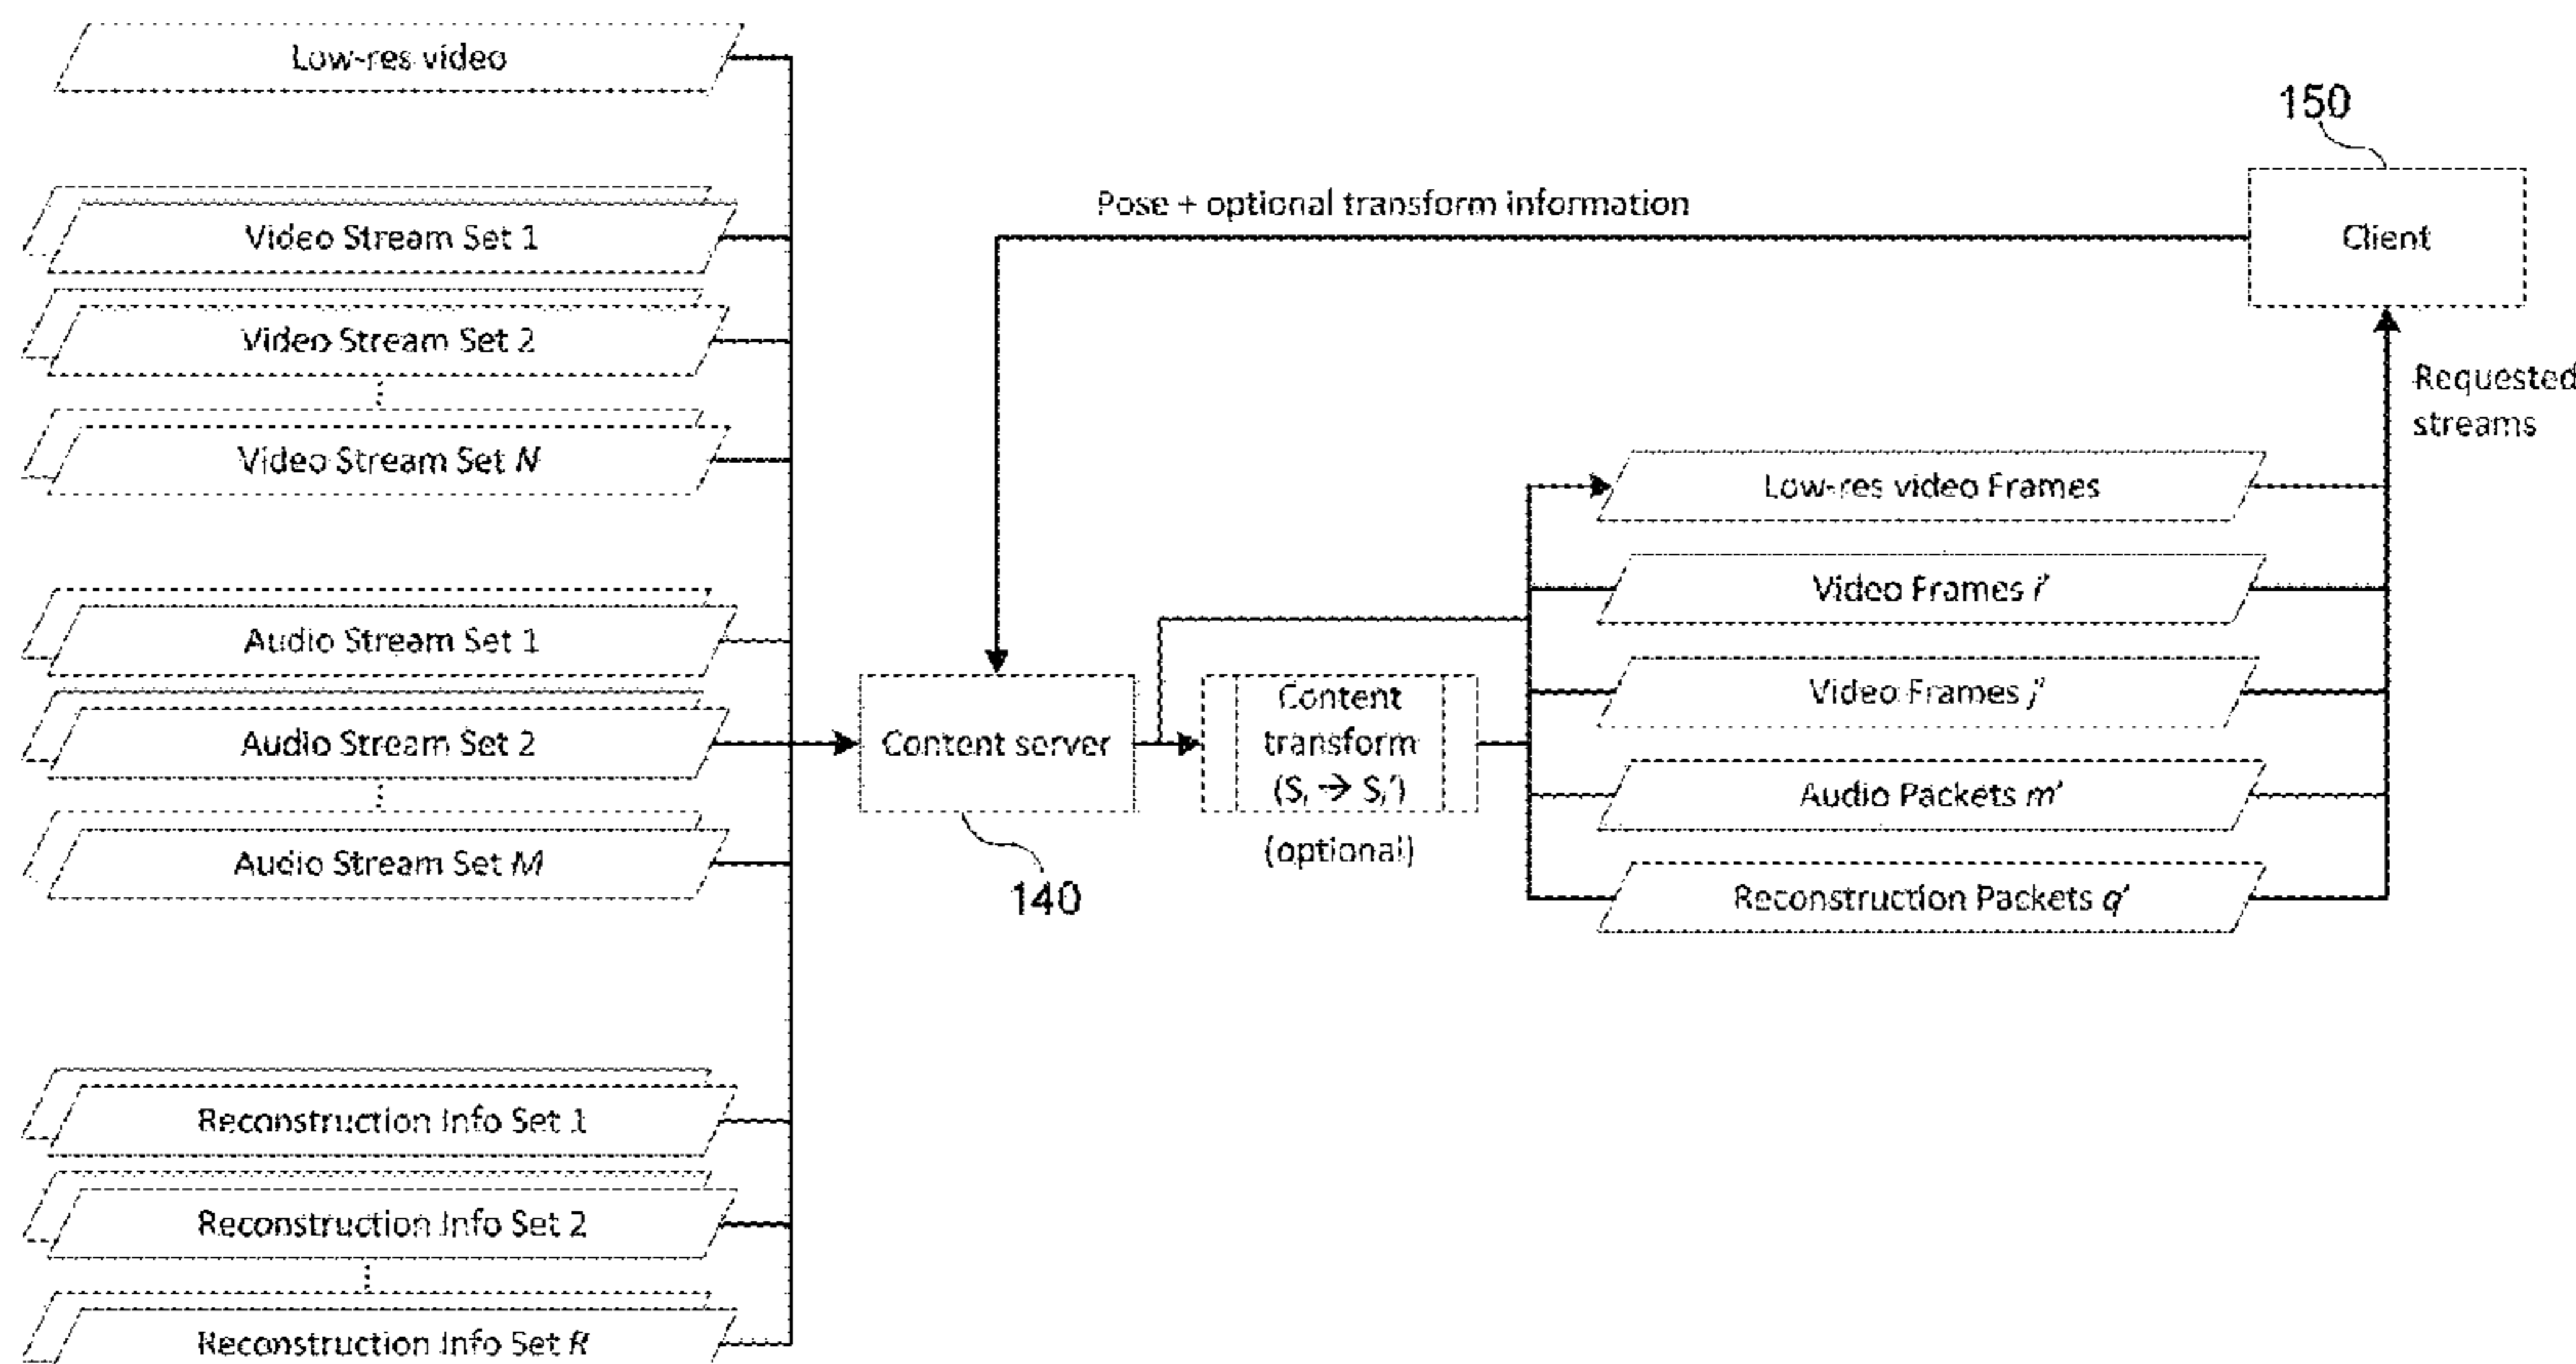 Low-res video
Video Stream Set 1
Video Stream Set 2
Video Stream Set N
Audio Stream Set 1
Audio Stream Set 2
Audio Stream Set M
Reconstruction Info Set 1
Reconstruction Info Set 2
Reconstruction Info Set R
Pose + optional transform information
150
Client
Requested
streams
Content server
140
Content
transform
(Sᵢ → Sᵢ′)
(optional)
Low-res video Frames
Video Frames i′
Video Frames j′
Audio Packets m′
Reconstruction Packets q′